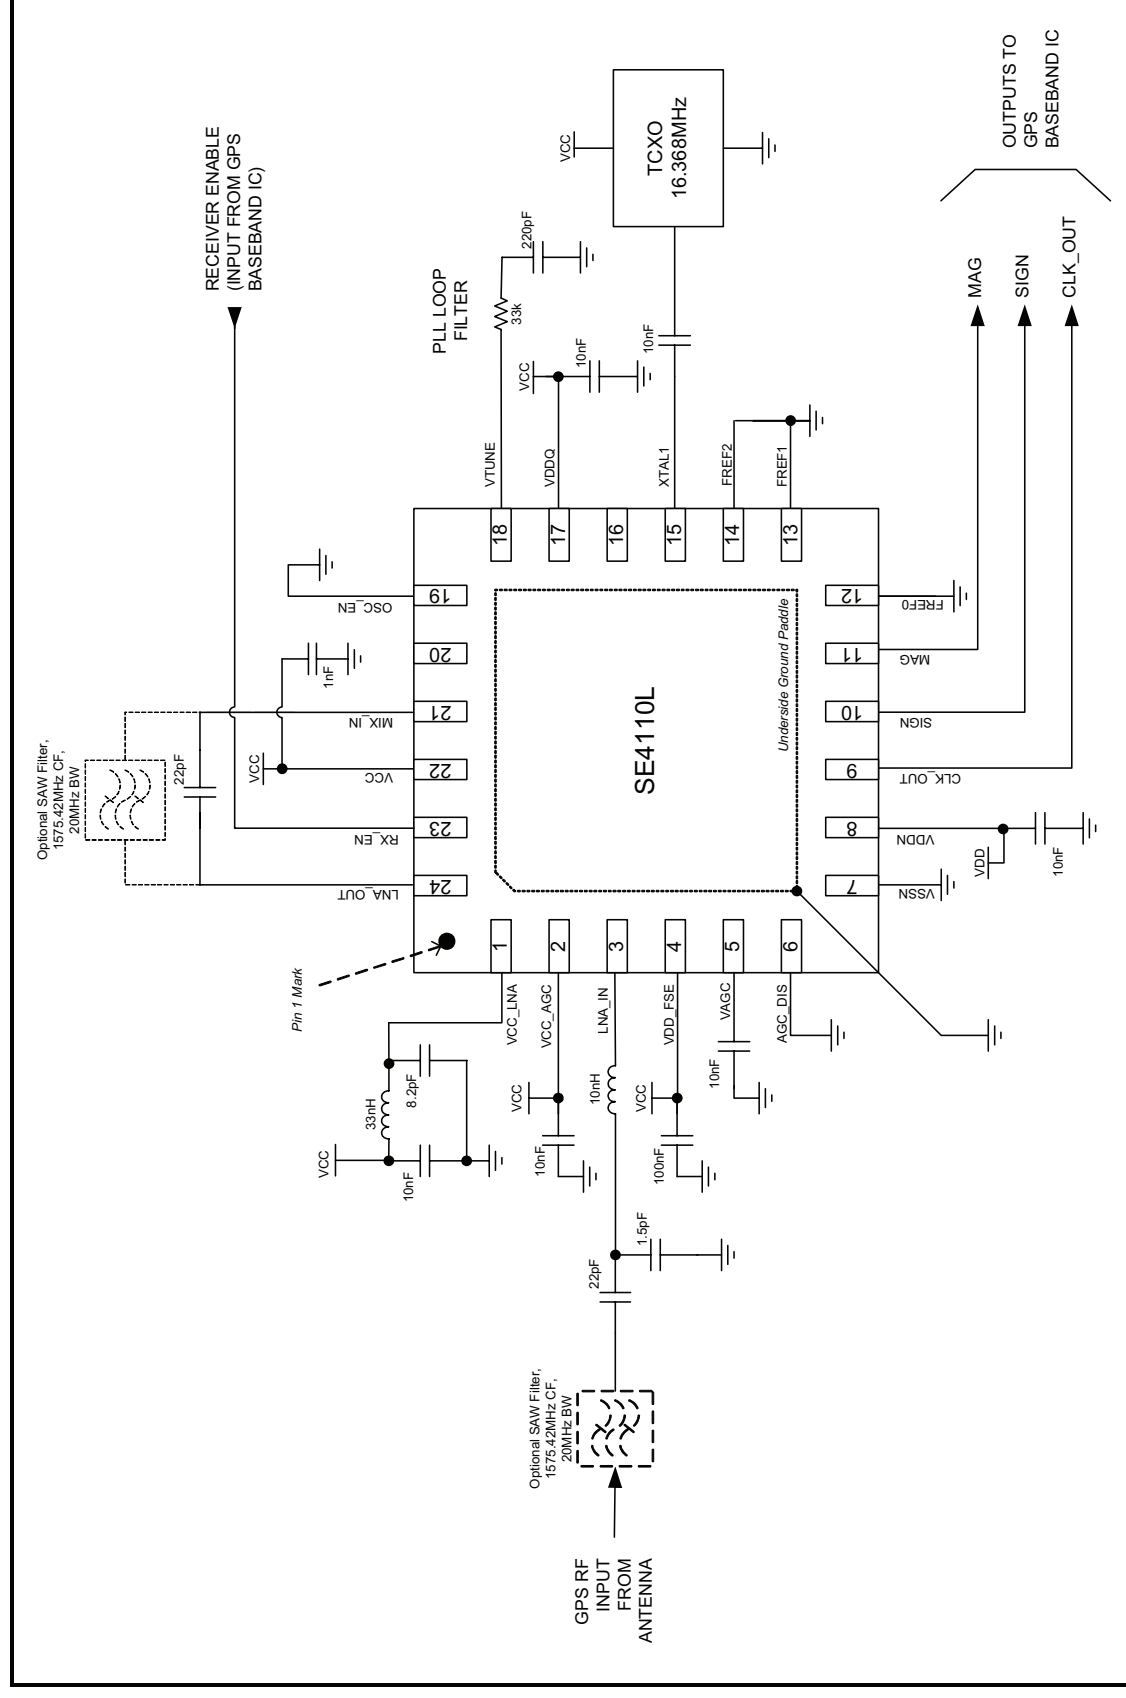 RECEIVER ENABLE
(INPUT FROM GPS
BASEBAND IC)
Optional SAW Filter,
1575.42MHz CF,
20MHz BW
22pF
VCC
1nF
LNA_OUT
RX_EN
VCC
MIX_IN
OSC_EN
24
23
22
21
20
19
PLL LOOP
FILTER
VTUNE
33k
220pF
VDDQ
VCC
10nF
XTAL1
10nF
VCC
TCXO
16.368MHz
FREF2
FREF1
18
17
16
15
14
13
Pin 1 Mark
SE4110L
Underside Ground Paddle
1
2
3
4
5
6
VCC_LNA
VCC_AGC
LNA_IN
VDD_FSE
VAGC
AGC_DIS
VCC
33nH
8.2pF
10nF
VCC
10nF
10nH
VCC
100nF
10nF
22pF
1.5pF
Optional SAW Filter,
1575.42MHz CF,
20MHz BW
GPS RF
INPUT
FROM
ANTENNA
7
8
9
10
11
12
VSSN
VDDN
CLK_OUT
SIGN
MAG
FREF0
VDD
10nF
MAG
SIGN
CLK_OUT
OUTPUTS TO
GPS
BASEBAND IC